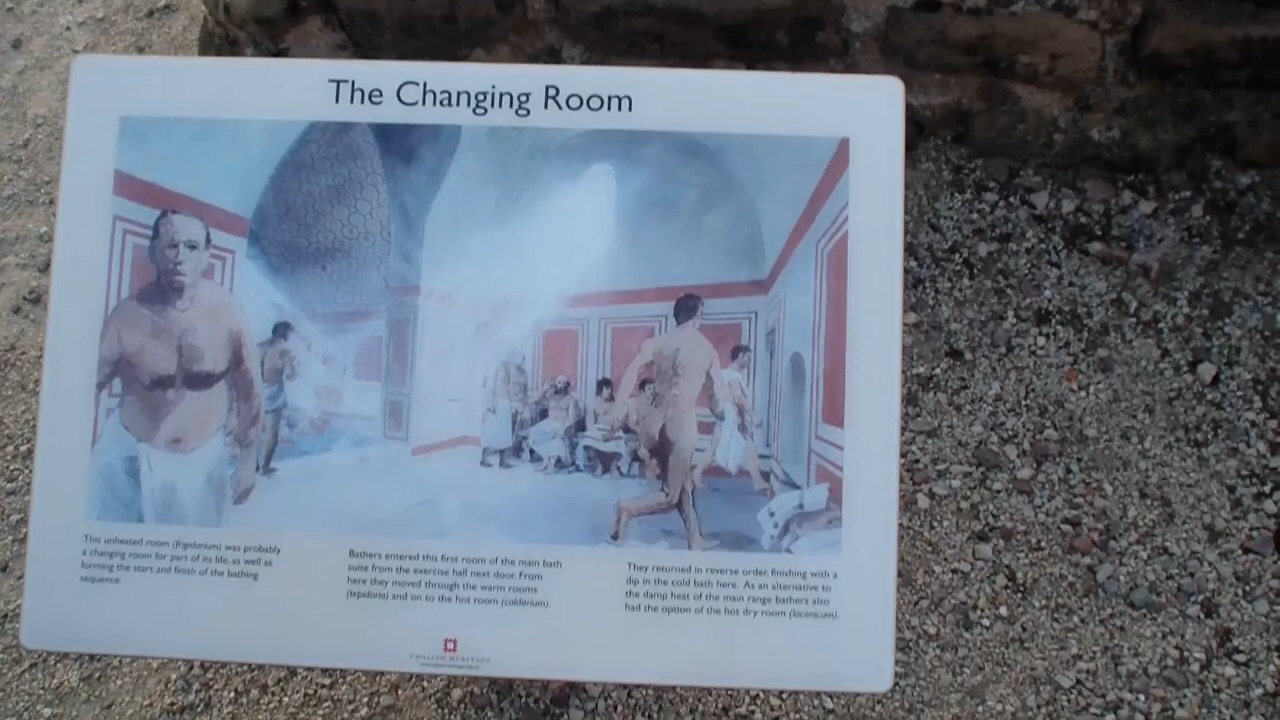 The Changing Room
This unheated room (frigidarium) was probably
a changing room for part of its life, as well as
forming the start and finish of the bathing
sequence.
Bathers entered this first room of the main bath
suite from the exercise hall next door. From
here they moved through the warm rooms
(tepidaria) and on to the hot room (caldarium).
They returned in reverse order, finishing with a
dip in the cold bath here. As an alternative to
the damp heat of the main range bathers also
had the option of the hot dry room (laconicum).
ENGLISH HERITAGE